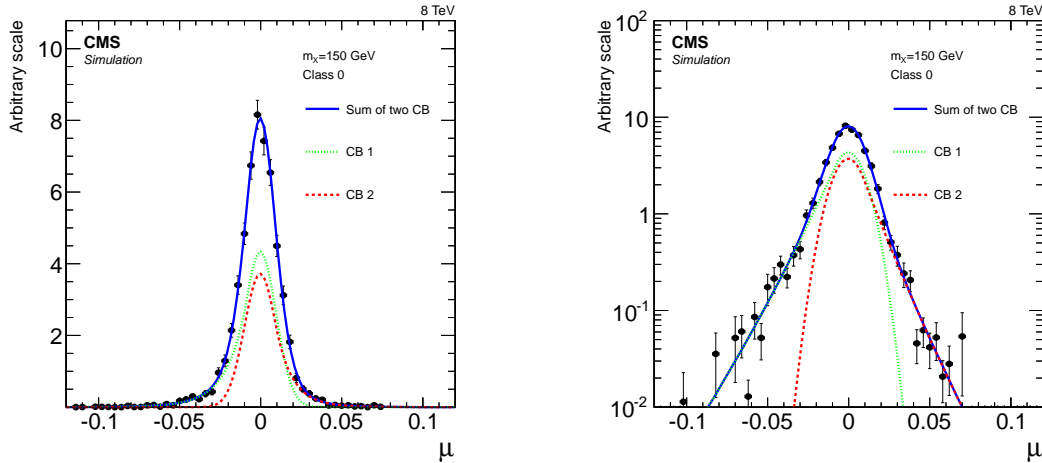 8 TeV
Arbitrary scale
10
8
6
4
2
CMS
Simulation
m_X=150 GeV
Class 0
Sum of two CB
CB 1
CB 2
-0.1 -0.05 0 0.05 0.1
μ
8 TeV
Arbitrary scale
10^2
10
1
10^-1
10^-2
CMS
Simulation
m_X=150 GeV
Class 0
Sum of two CB
CB 1
CB 2
-0.1 -0.05 0 0.05 0.1
μ